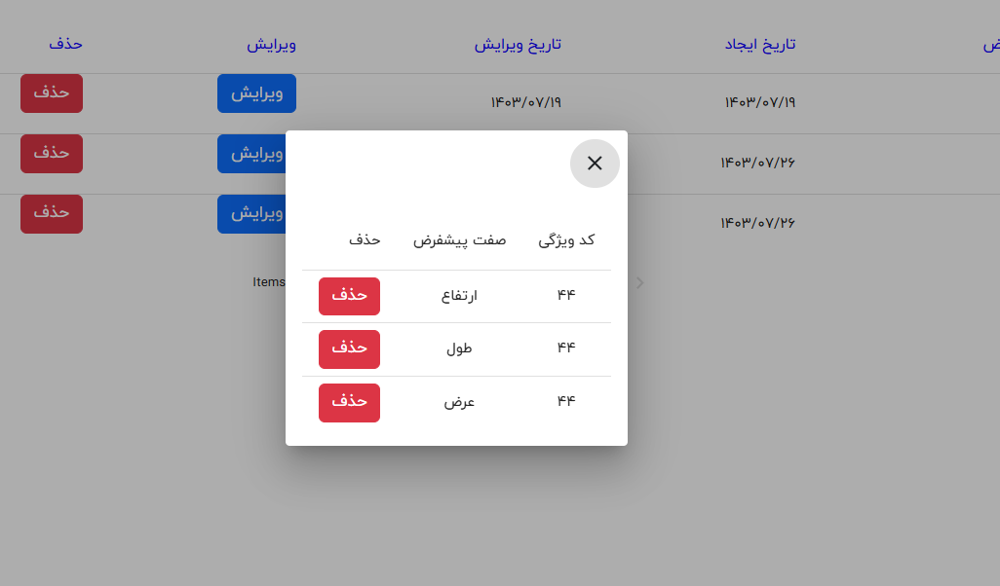 تاریخ ایجاد تاریخ ویرایش ویرایش حذف
۱۴۰۳/۰۷/۱۹ ۱۴۰۳/۰۷/۱۹ ویرایش حذف
۱۴۰۳/۰۷/۲۶ ویرایش حذف
۱۴۰۳/۰۷/۲۶ ویرایش حذف
Items
کد ویژگی صفت پیشفرض حذف
۴۴ ارتفاع حذف
۴۴ طول حذف
۴۴ عرض حذف